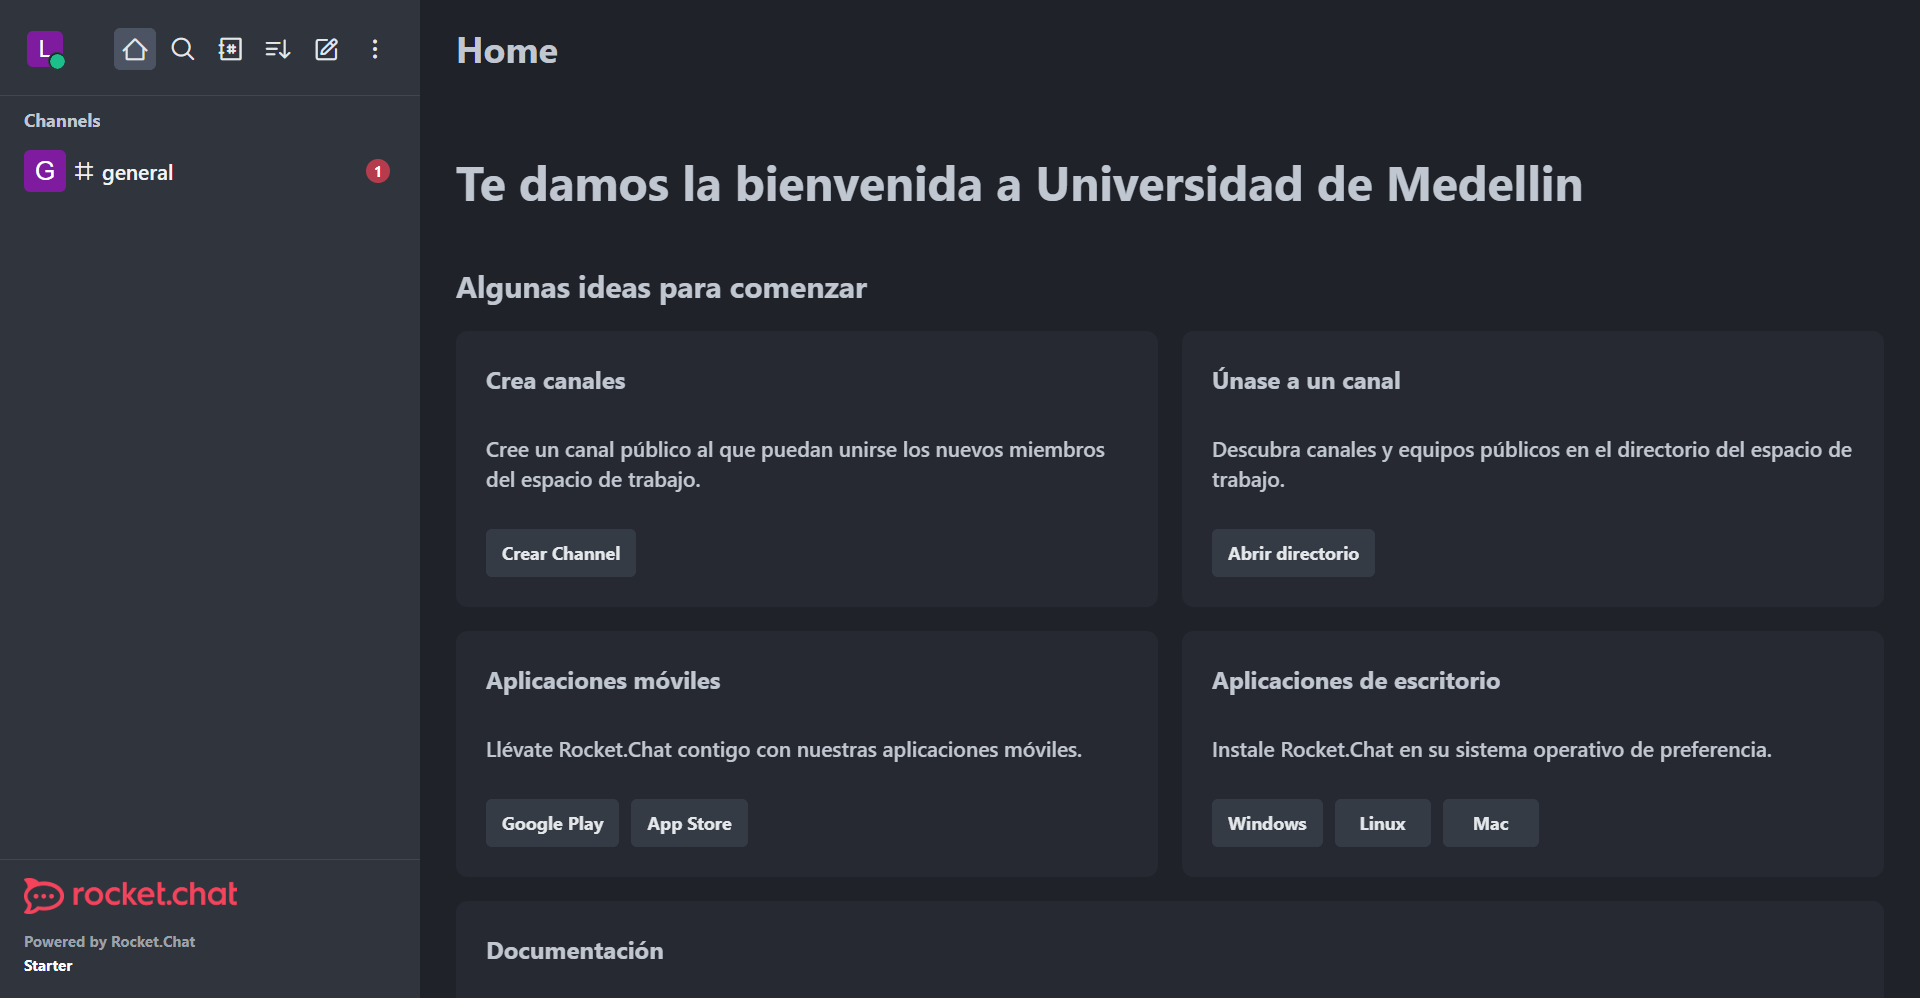 L
Home
Channels
G general 1
Te damos la bienvenida a Universidad de Medellin
Algunas ideas para comenzar
Crea canales
Cree un canal público al que puedan unirse los nuevos miembros
del espacio de trabajo.
Crear Channel
Únase a un canal
Descubra canales y equipos públicos en el directorio del espacio de
trabajo.
Abrir directorio
Aplicaciones móviles
Llévate Rocket.Chat contigo con nuestras aplicaciones móviles.
Google Play App Store
Aplicaciones de escritorio
Instale Rocket.Chat en su sistema operativo de preferencia.
Windows Linux Mac
Documentación
rocket.chat
Powered by Rocket.Chat
Starter